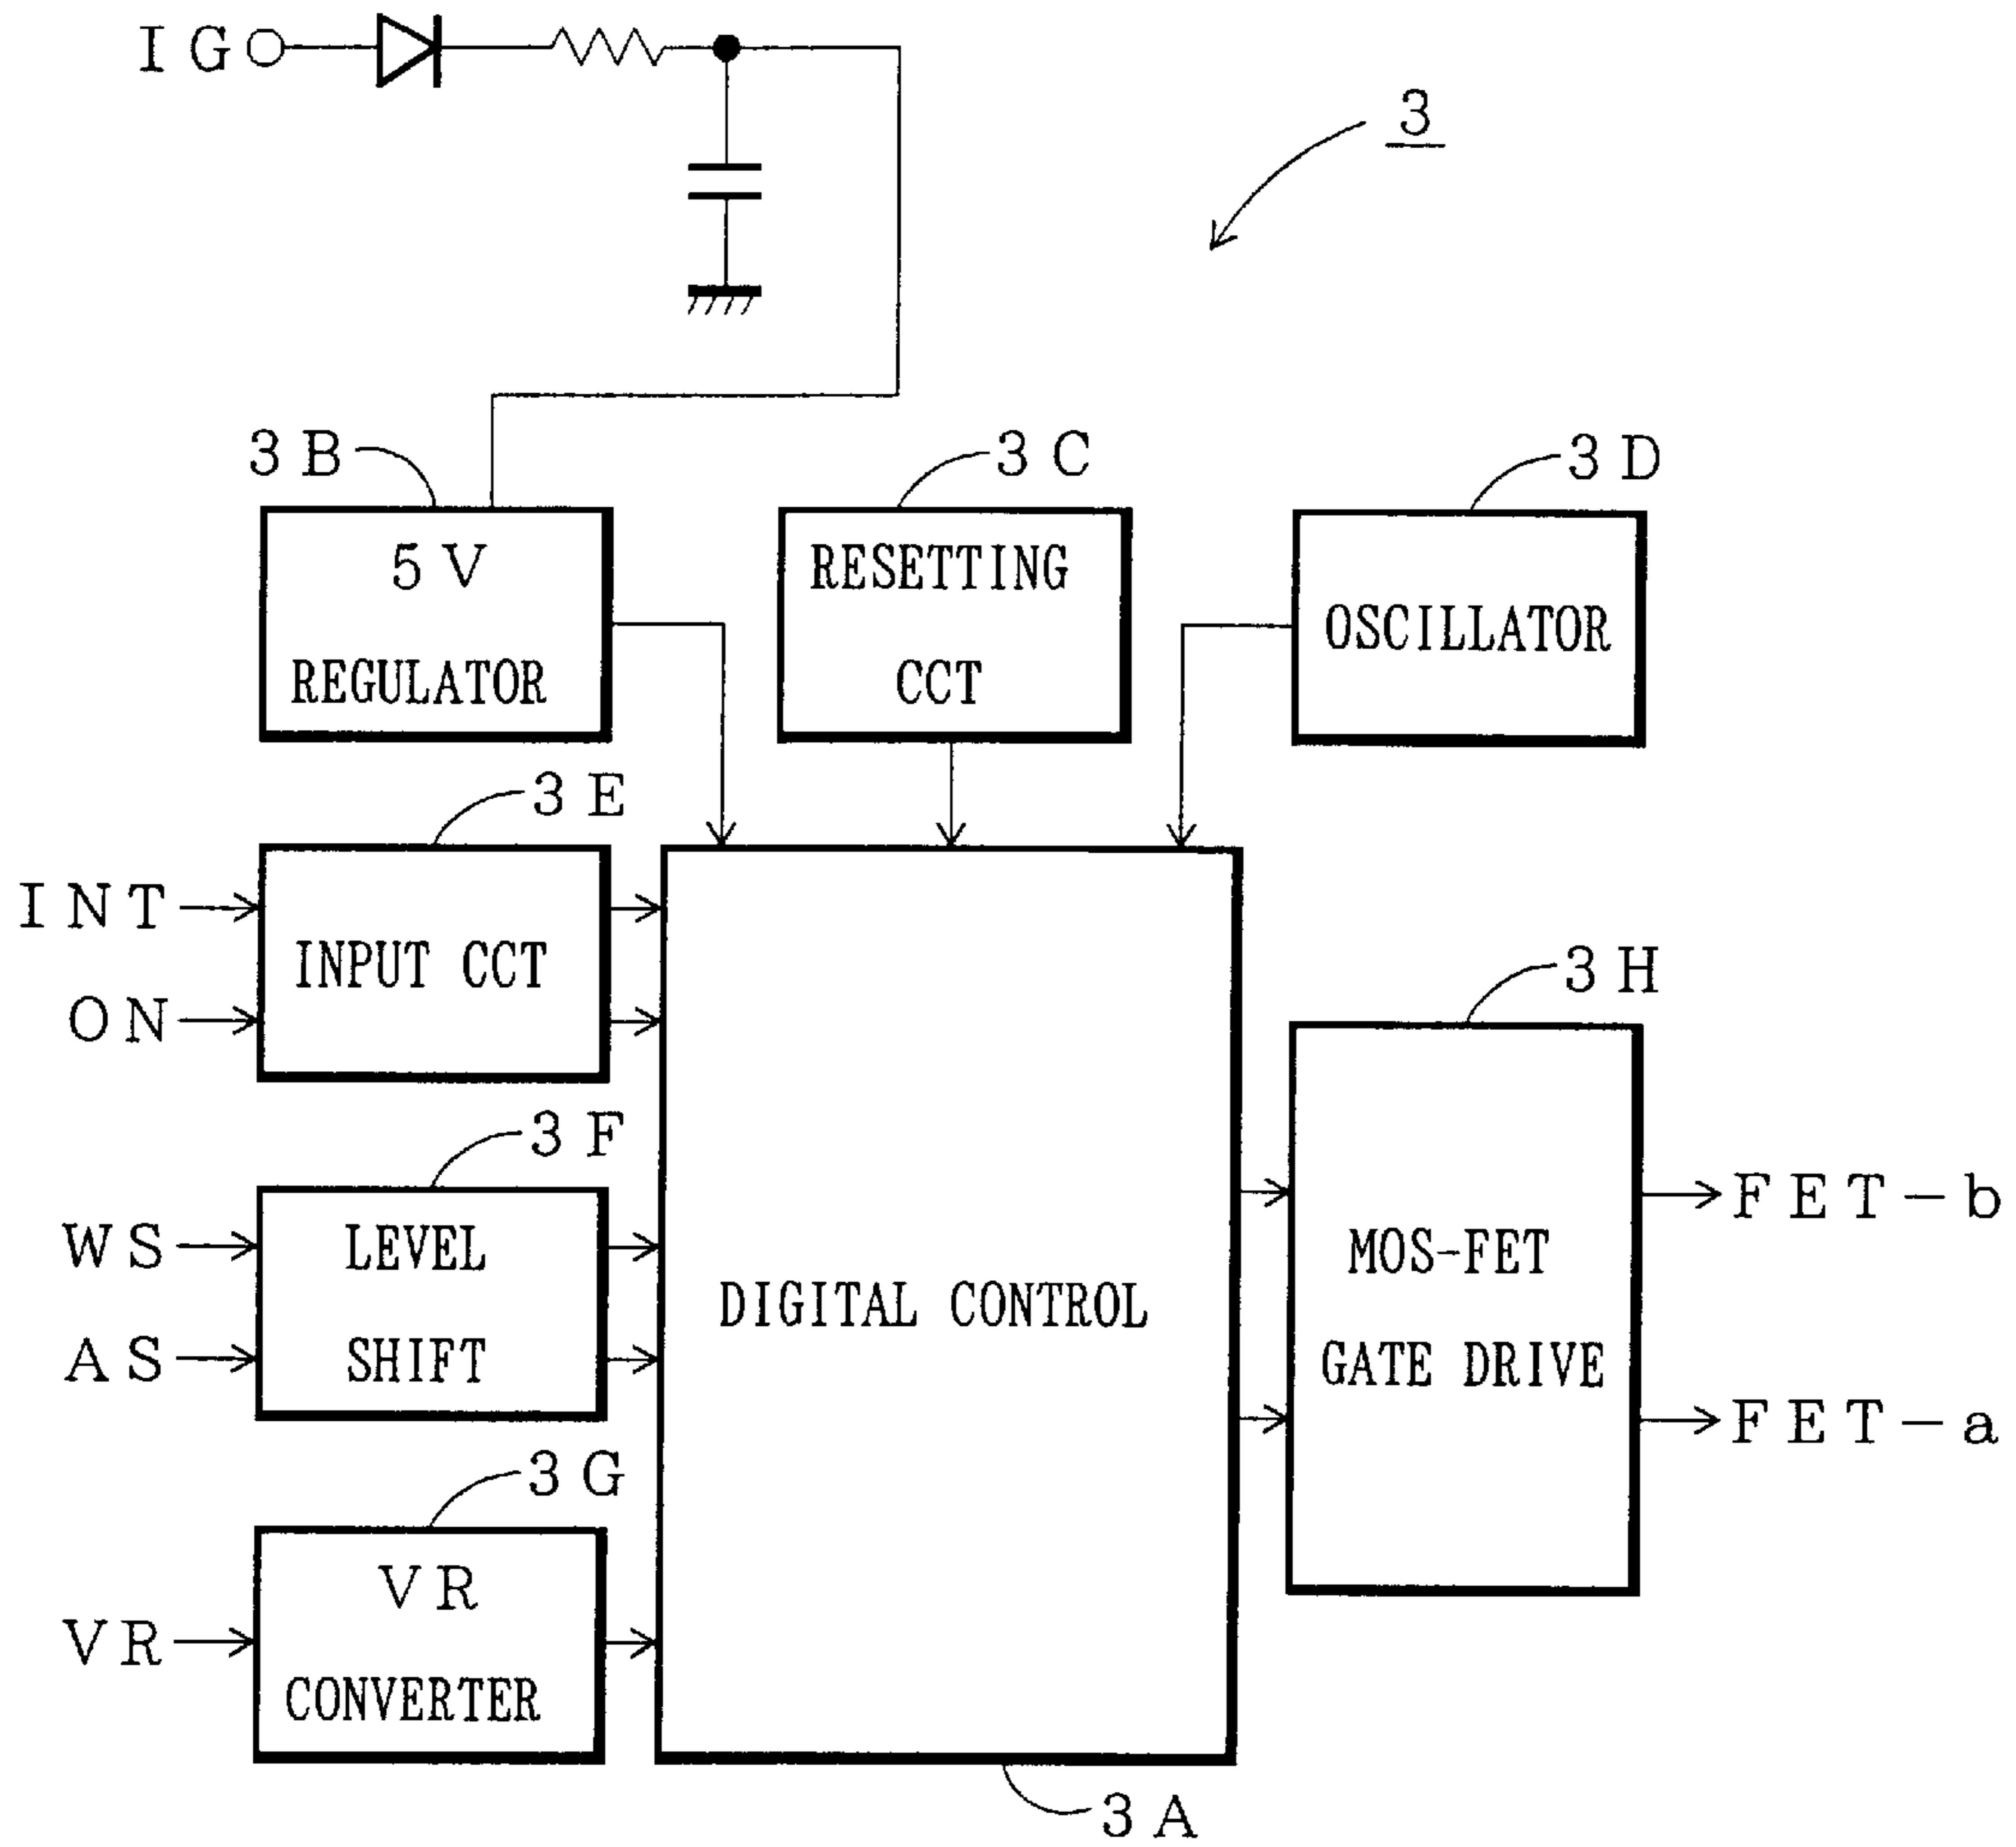 IG
3
3B
3C
3D
5V
REGULATOR
RESETTING
CCT
OSCILLATOR
3E
INT
ON
INPUT CCT
3H
3F
WS
AS
LEVEL
SHIFT
DIGITAL CONTROL
MOS-FET
GATE DRIVE
FET-b
FET-a
3G
VR
VR
CONVERTER
3A